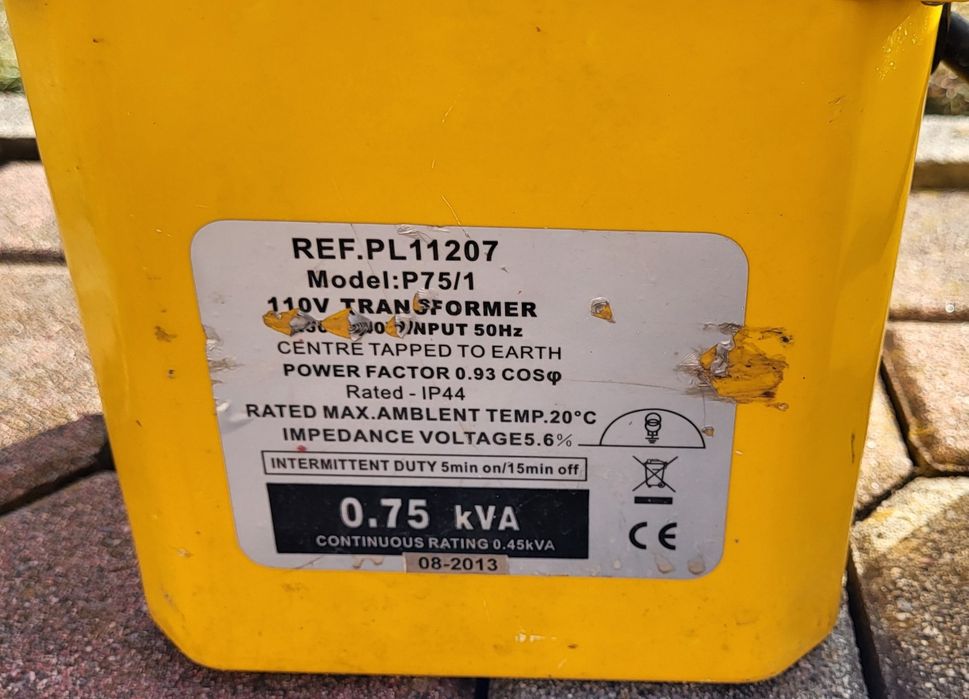 REF.PL11207
Model:P75/1
110V TRANSFORMER
INPUT 50Hz
CENTRE TAPPED TO EARTH
POWER FACTOR 0.93 COSφ
Rated - IP44
RATED MAX.AMBLENT TEMP.20°C
IMPEDANCE VOLTAGE5.6%
INTERMITTENT DUTY 5min on/15min off
0.75 kVA
CONTINUOUS RATING 0.45kVA
08-2013
CE